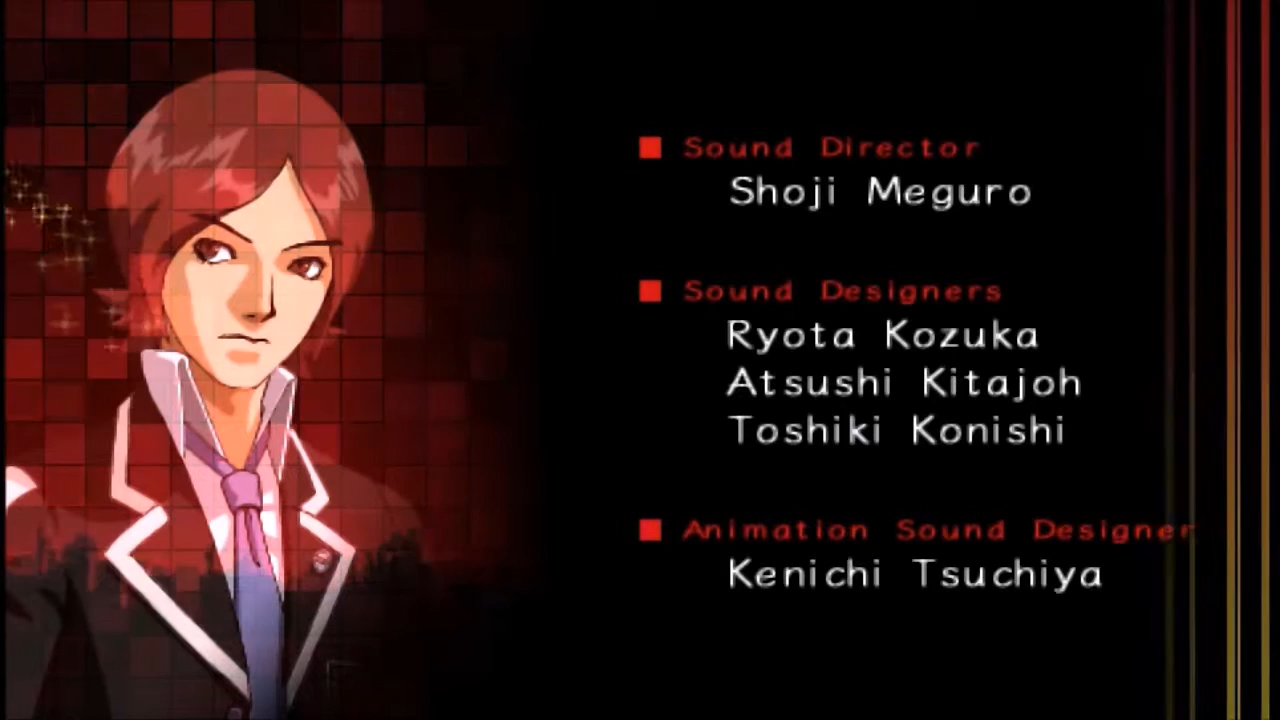 Sound Director
Shoji Meguro
Sound Designers
Ryota Kozuka
Atsushi Kitajoh
Toshiki Konishi
Animation Sound Designer
Kenichi Tsuchiya